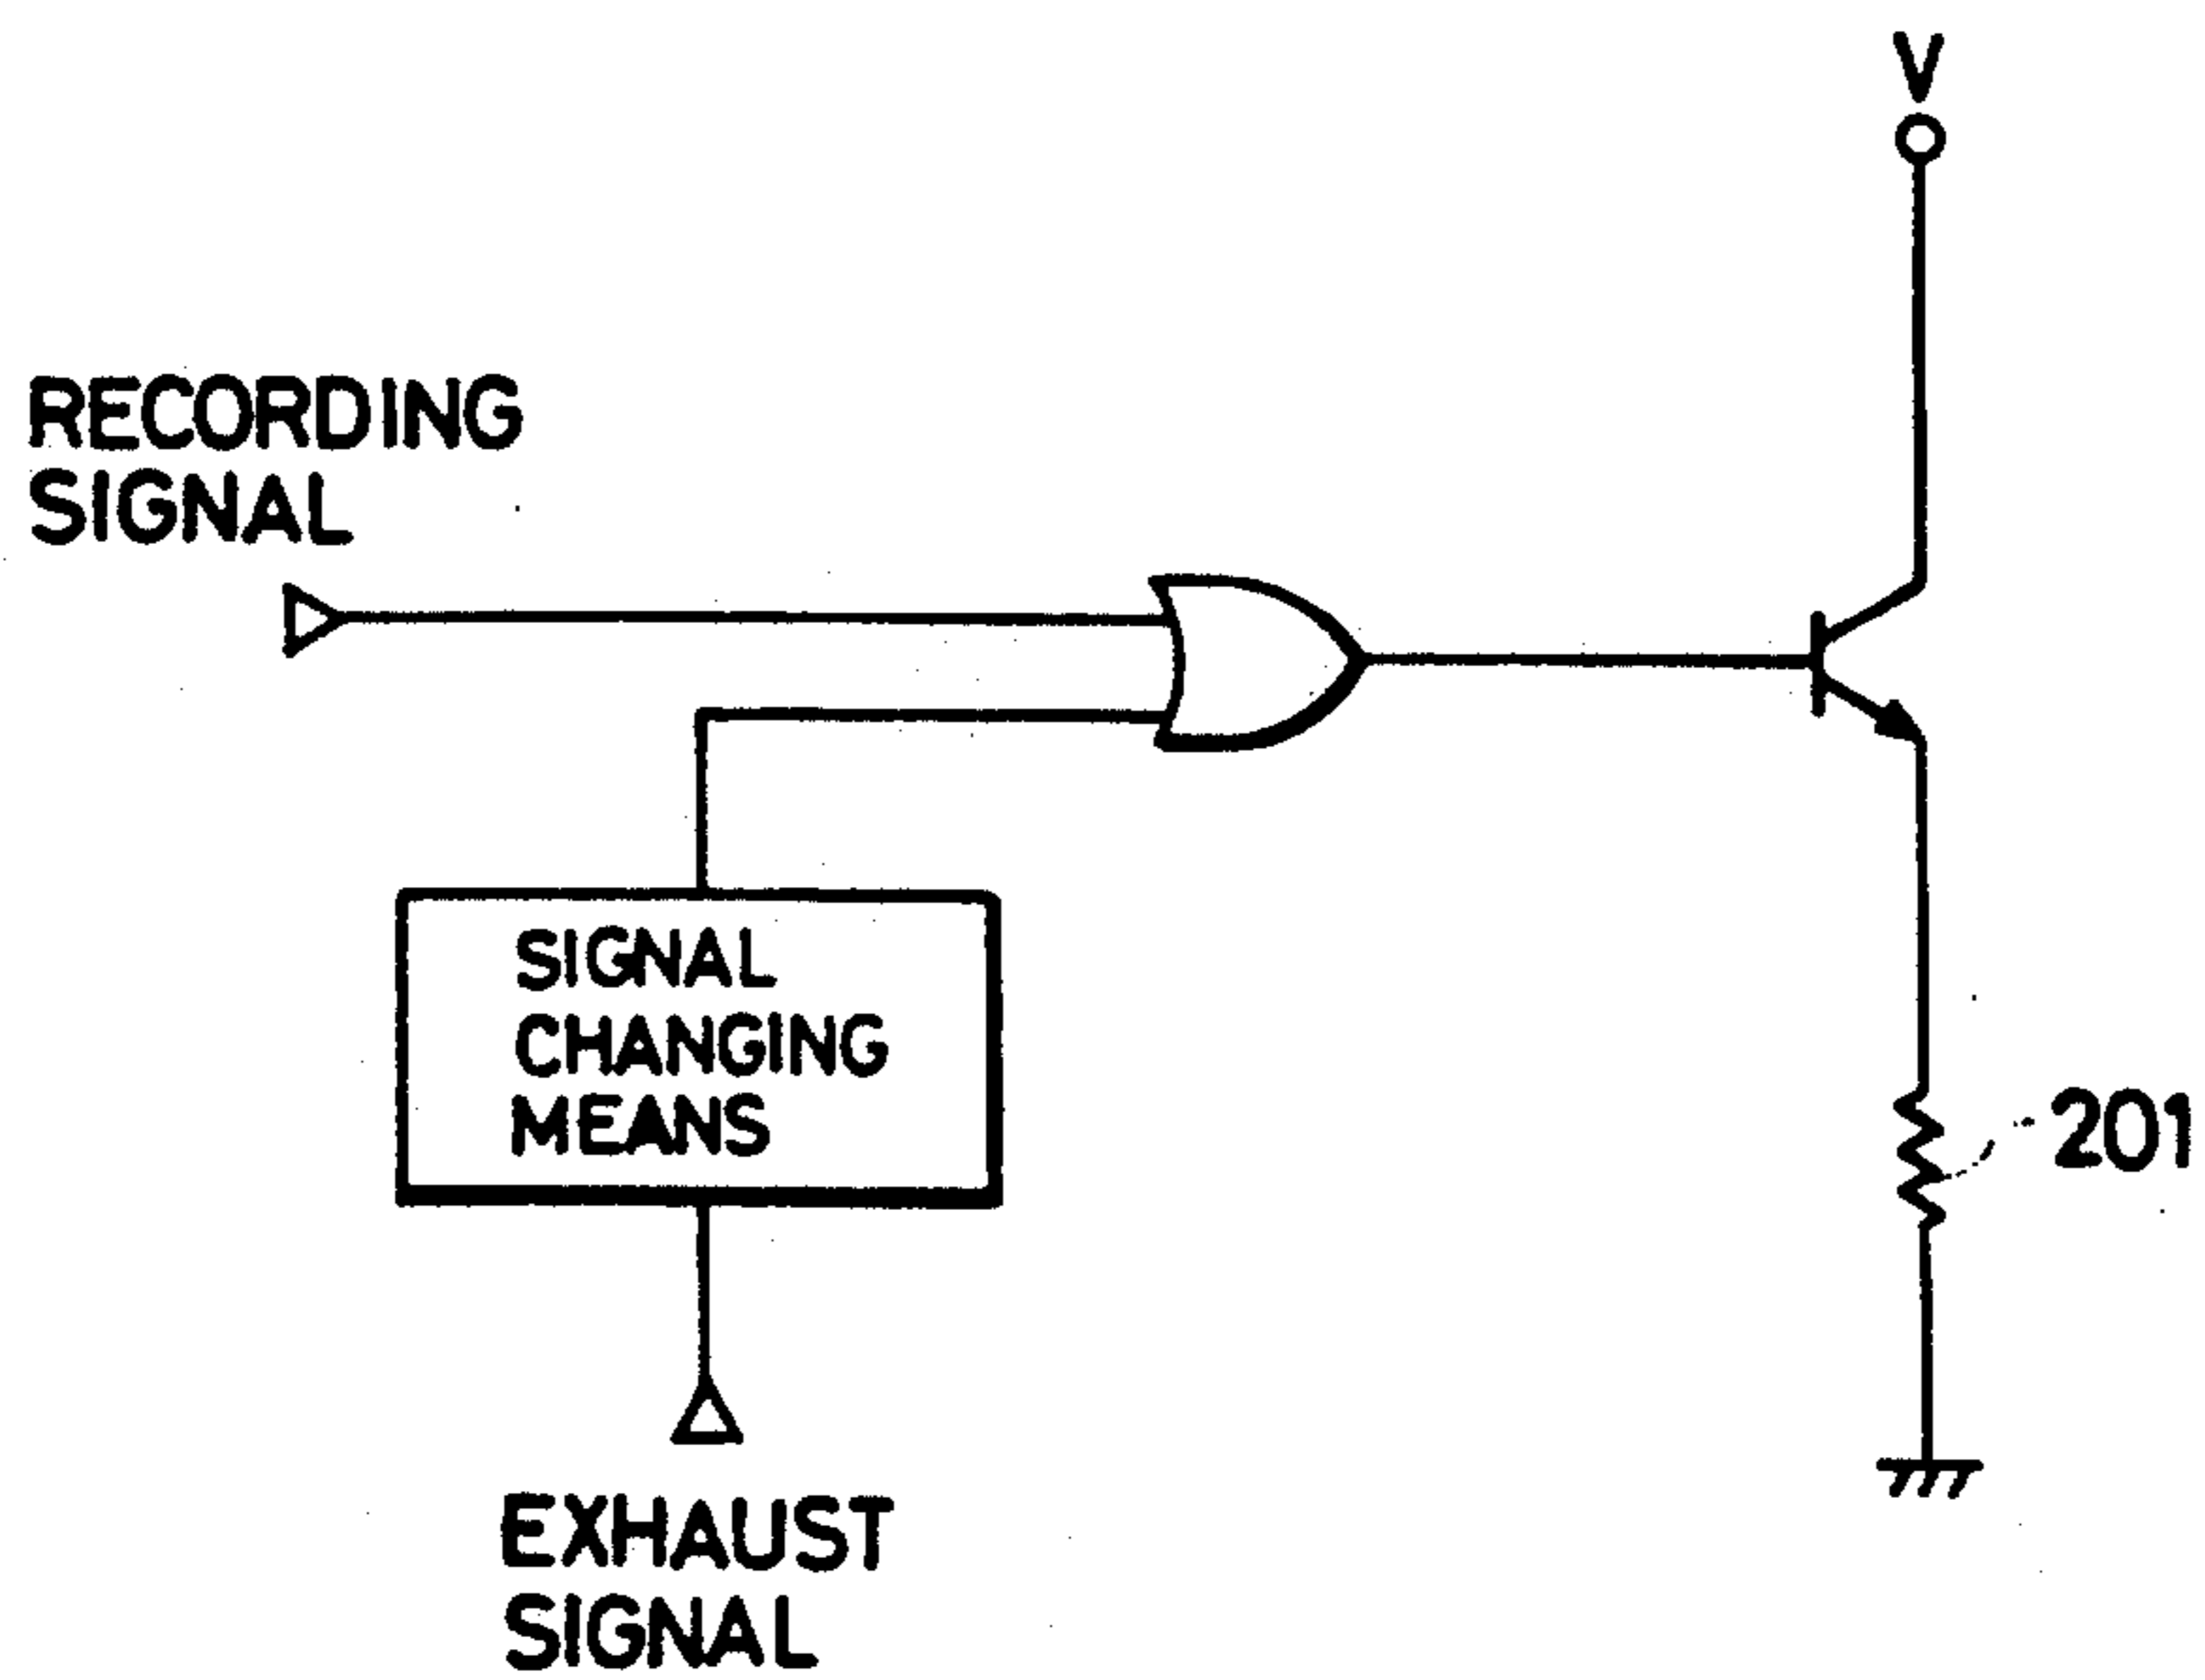 V
RECORDING
SIGNAL
SIGNAL
CHANGING
MEANS
201
EXHAUST
SIGNAL